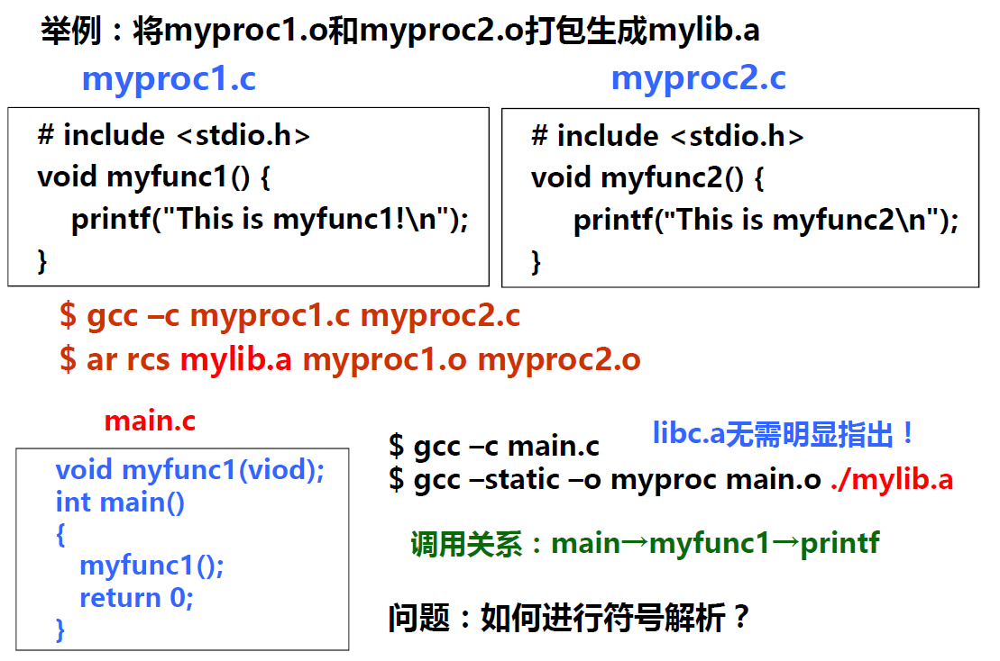 举例：将myproc1.o和myproc2.o打包生成mylib.a
myproc1.c
# include <stdio.h>
void myfunc1() {
printf("This is myfunc1!\n");
}
myproc2.c
# include <stdio.h>
void myfunc2() {
printf("This is myfunc2\n");
}
$ gcc –c myproc1.c myproc2.c
$ ar rcs mylib.a myproc1.o myproc2.o
main.c
void myfunc1(viod);
int main()
{
myfunc1();
return 0;
}
libc.a无需明显指出！
$ gcc –c main.c
$ gcc –static –o myproc main.o ./mylib.a
调用关系：main→myfunc1→printf
问题：如何进行符号解析？